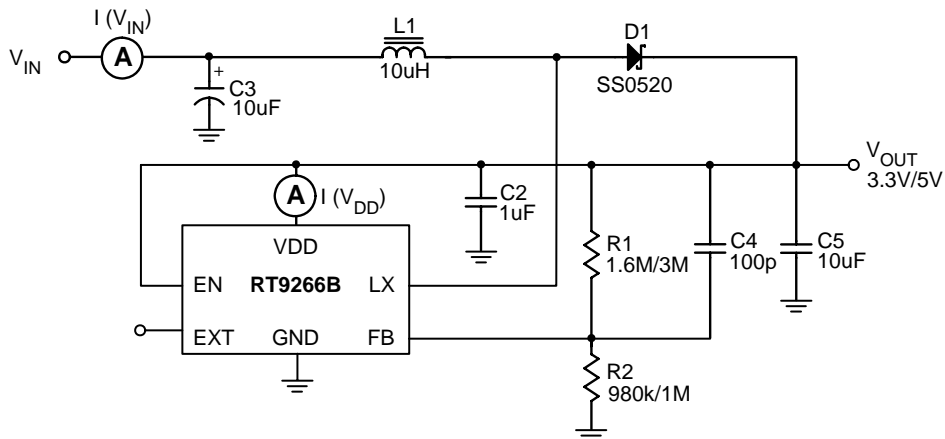 I (V_IN)
V_IN
A
L1
10uH
D1
SS0520
+
C3
10uF
V_OUT
3.3V/5V
A
I (V_DD)
C2
1uF
VDD
EN
RT9266B
LX
EXT
GND
FB
R1
1.6M/3M
C4
100p
C5
10uF
R2
980k/1M